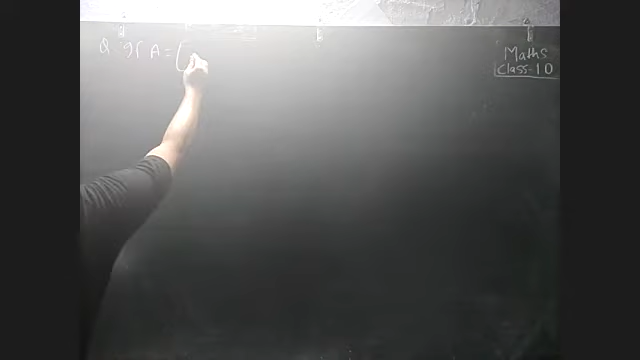 Q. If A = [
Maths
Class-10